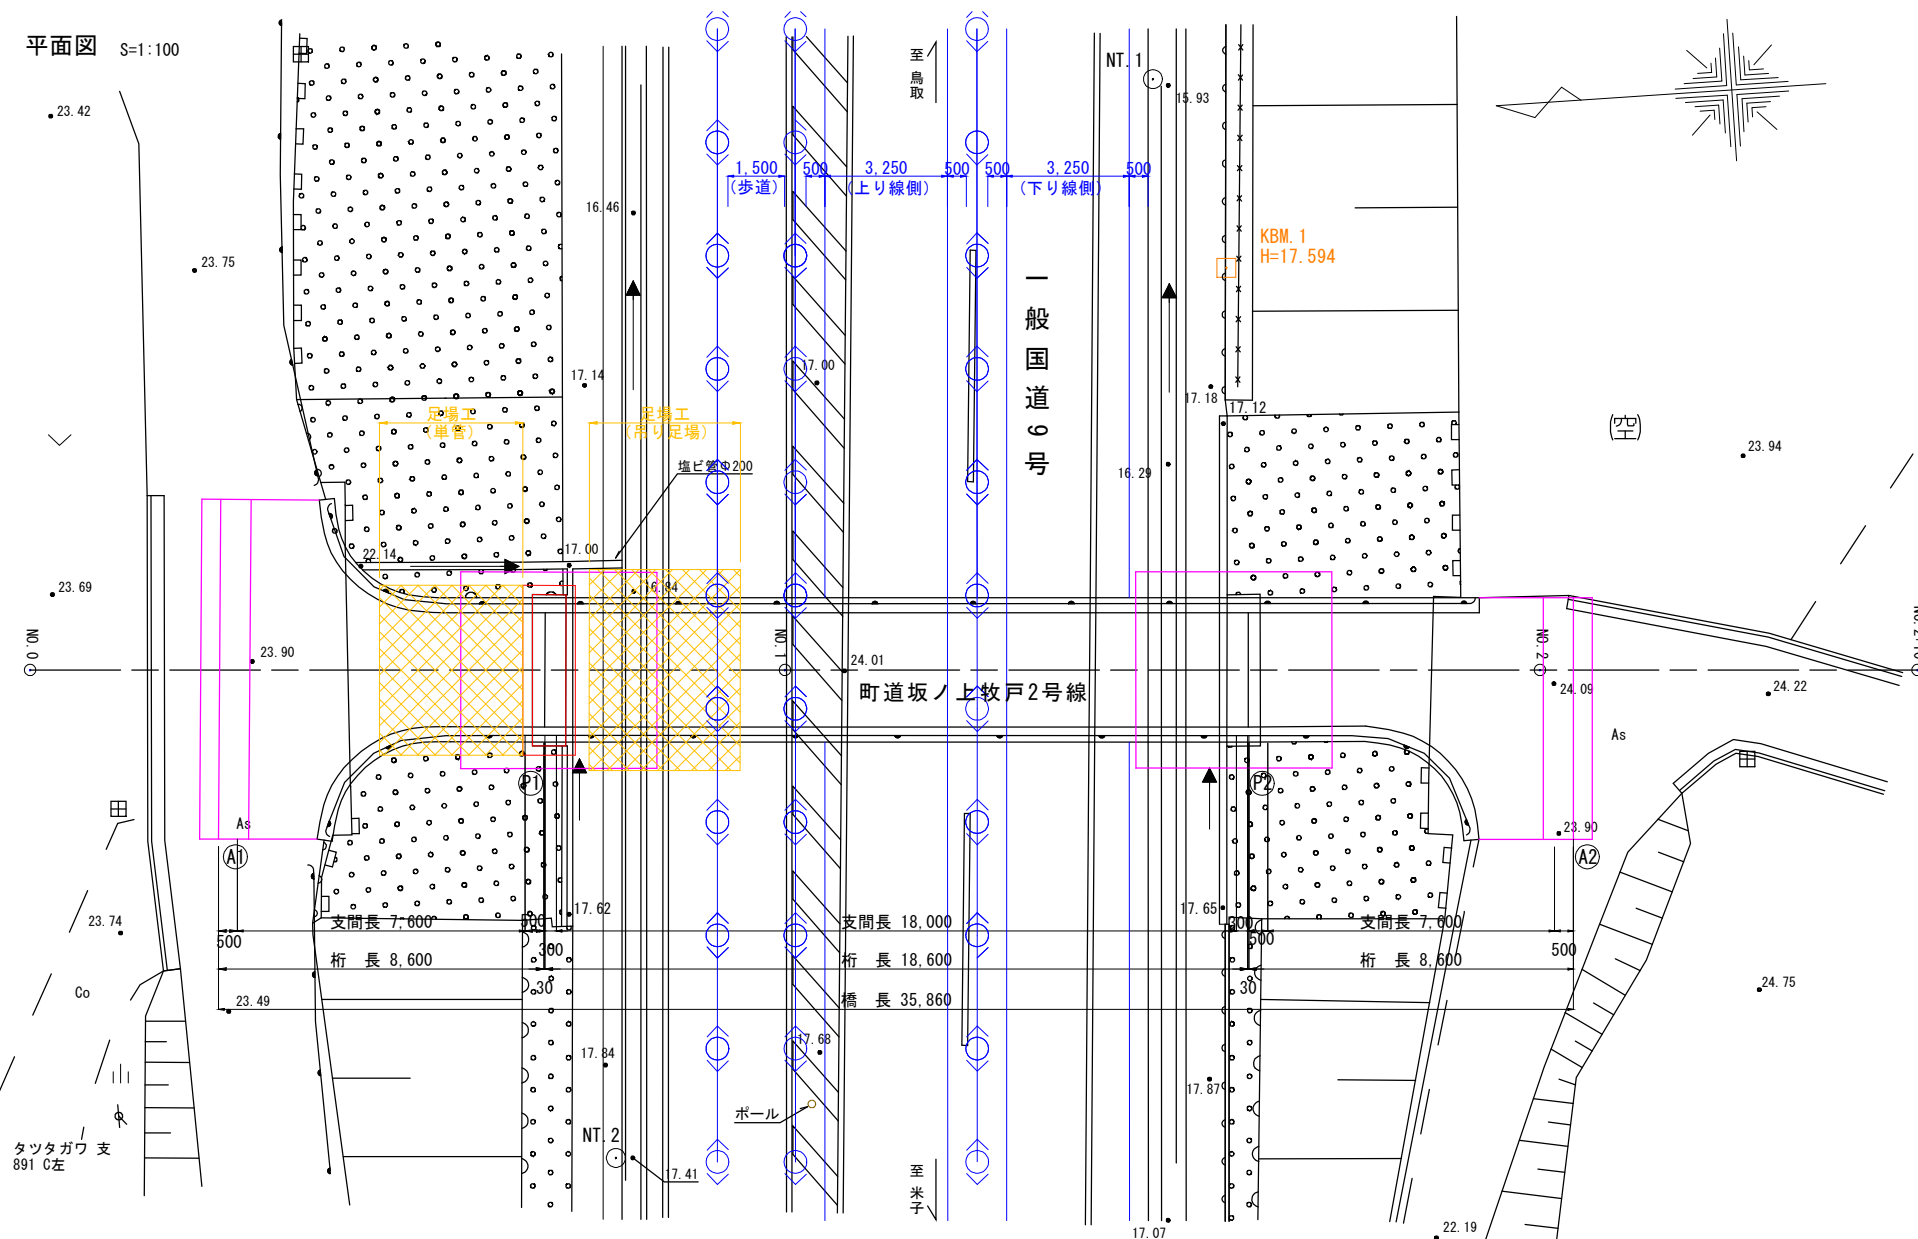 平面図 S=1:100
至 鳥取
NT.1
15.93
23.42
1,500
500
3,250
500
500
3,250
500
(歩道)
(上り線側)
(下り線側)
16.46
23.75
KBM.1
H=17.594
一般国道9号
17.14
17.00
17.18
17.12
足場工
(単管)
足場工
(吊り足場)
(空)
23.94
塩ビ管Φ200
16.29
22.14
17.00
16.84
23.69
NO.0
NO.1
NO.2
23.90
24.01
町道坂ノ上牧戸2号線
24.09
24.22
As
田
P1
P2
田
As
23.90
A1
A2
23.74
17.62
17.65
支間長 7,600
500
支間長 18,000
300
支間長 7,600
500
300
500
500
桁 長 8,600
桁 長 18,600
桁 長 8,600
30
30
Co
23.49
橋 長 35,860
24.75
17.84
17.68
17.87
ポール
タツタガワ 支
891 C左
NT.2
17.41
至 米子
17.07
22.19